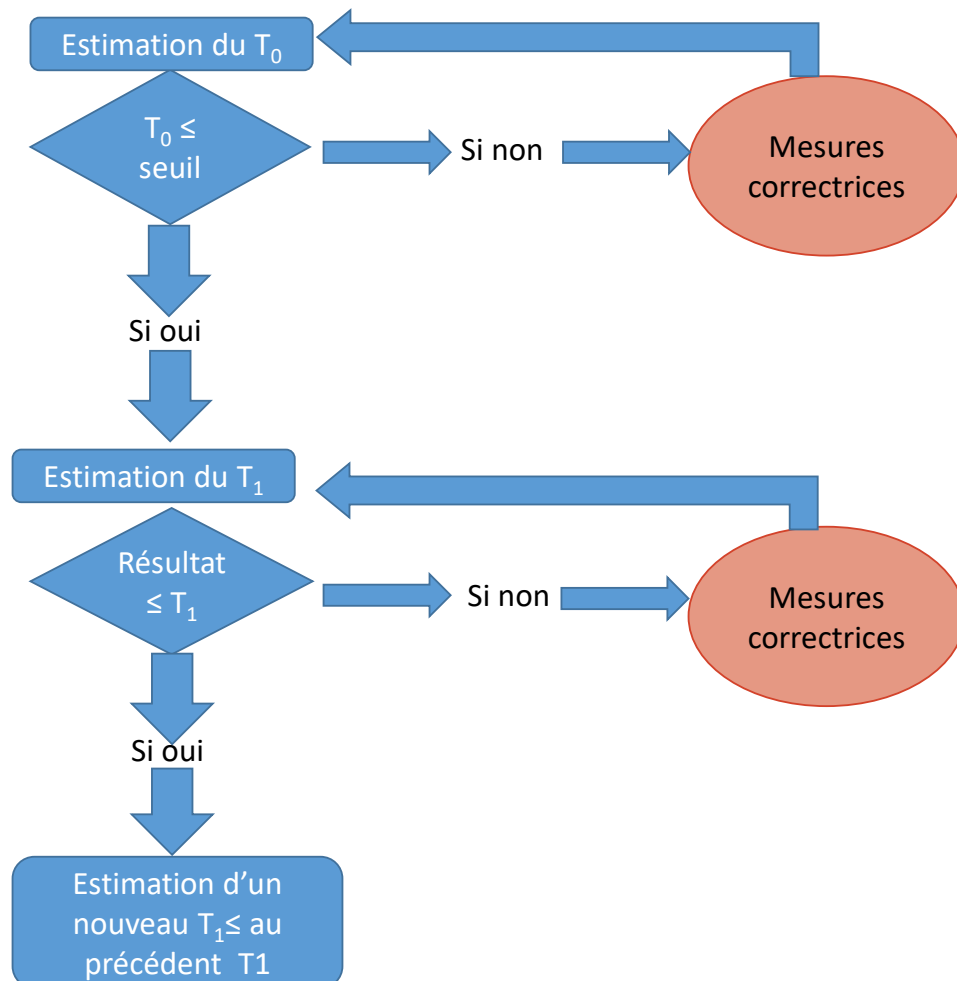 Estimation du T₀
T₀ ≤
seuil
Si non
Mesures
correctrices
Si oui
Estimation du T₁
Résultat
≤ T₁
Si non
Mesures
correctrices
Si oui
Estimation d’un
nouveau T₁≤ au
précédent T1